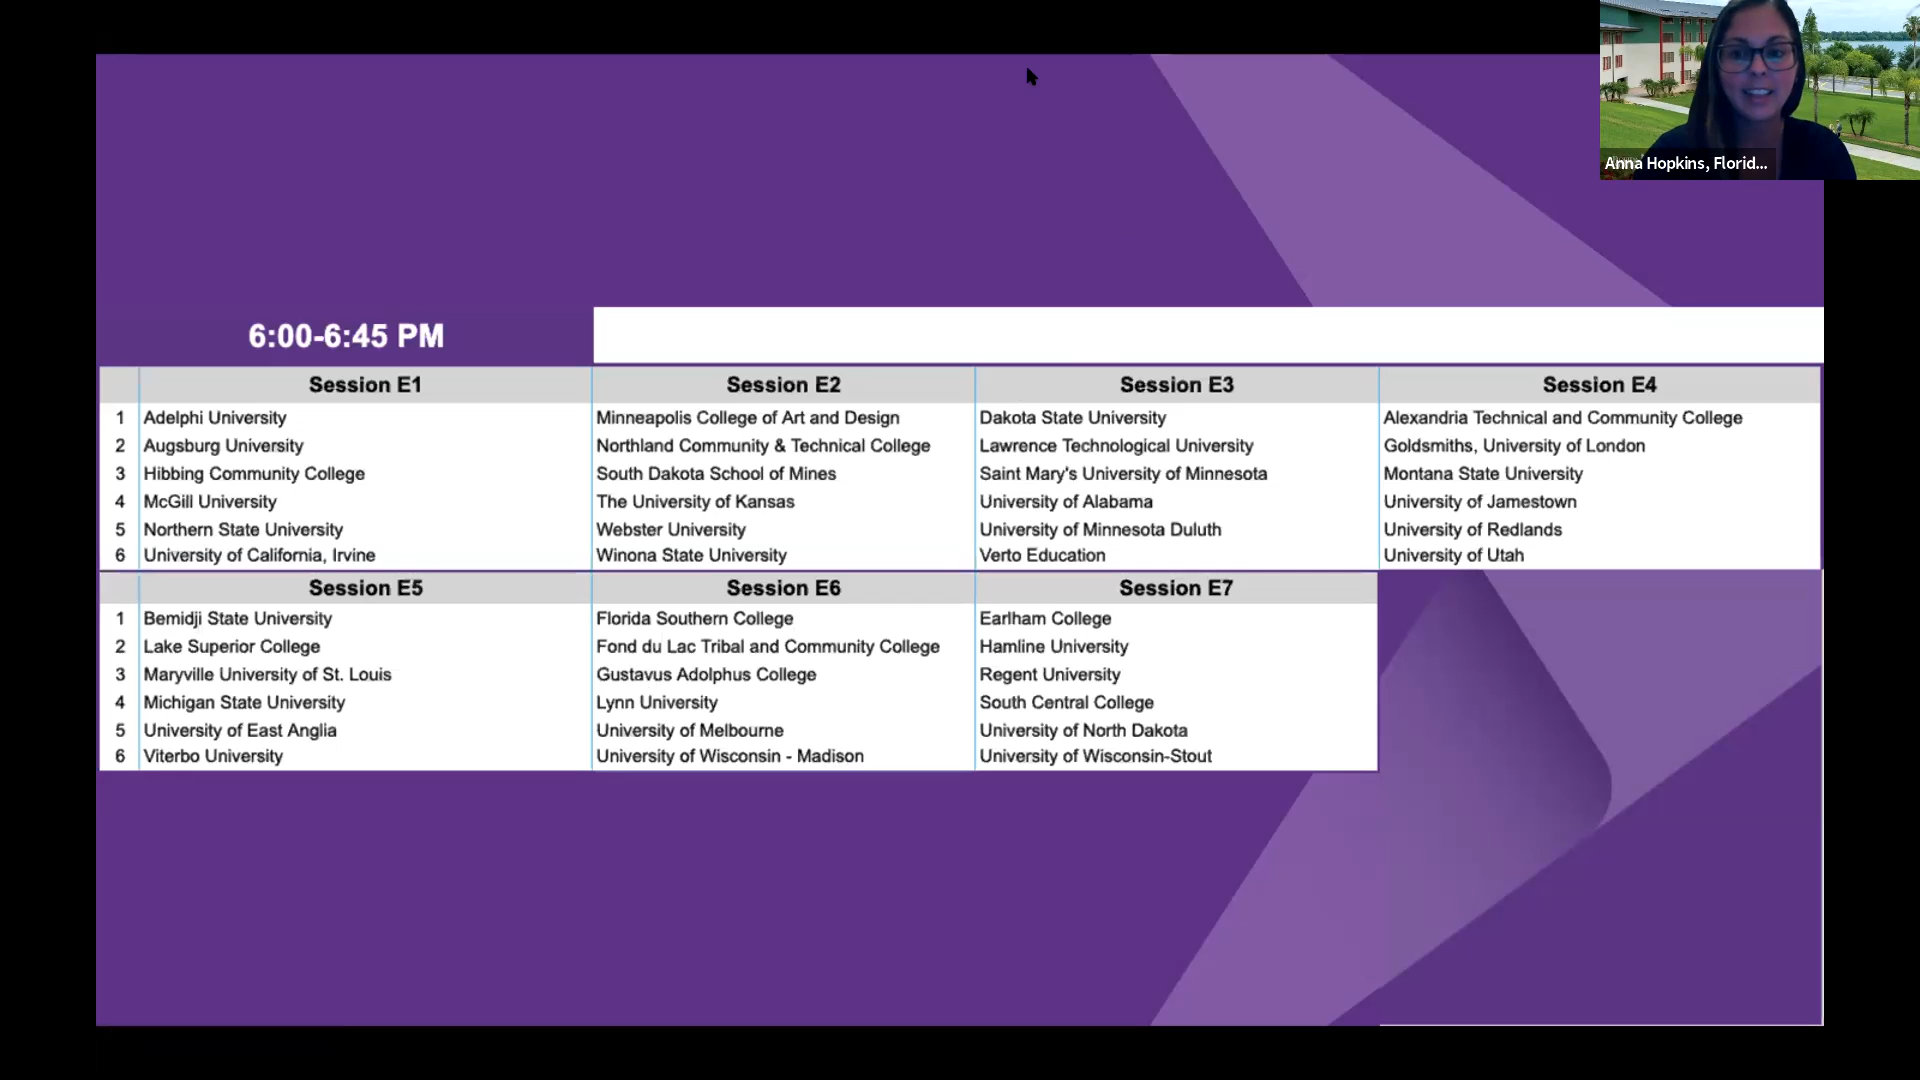 Anna Hopkins, Florid...
6:00-6:45 PM
Session E1 Session E2 Session E3 Session E4
1 Adelphi University Minneapolis College of Art and Design Dakota State University Alexandria Technical and Community College
2 Augsburg University Northland Community & Technical College Lawrence Technological University Goldsmiths, University of London
3 Hibbing Community College South Dakota School of Mines Saint Mary's University of Minnesota Montana State University
4 McGill University The University of Kansas University of Alabama University of Jamestown
5 Northern State University Webster University University of Minnesota Duluth University of Redlands
6 University of California, Irvine Winona State University Verto Education University of Utah
Session E5 Session E6 Session E7
1 Bemidji State University Florida Southern College Earlham College
2 Lake Superior College Fond du Lac Tribal and Community College Hamline University
3 Maryville University of St. Louis Gustavus Adolphus College Regent University
4 Michigan State University Lynn University South Central College
5 University of East Anglia University of Melbourne University of North Dakota
6 Viterbo University University of Wisconsin - Madison University of Wisconsin-Stout